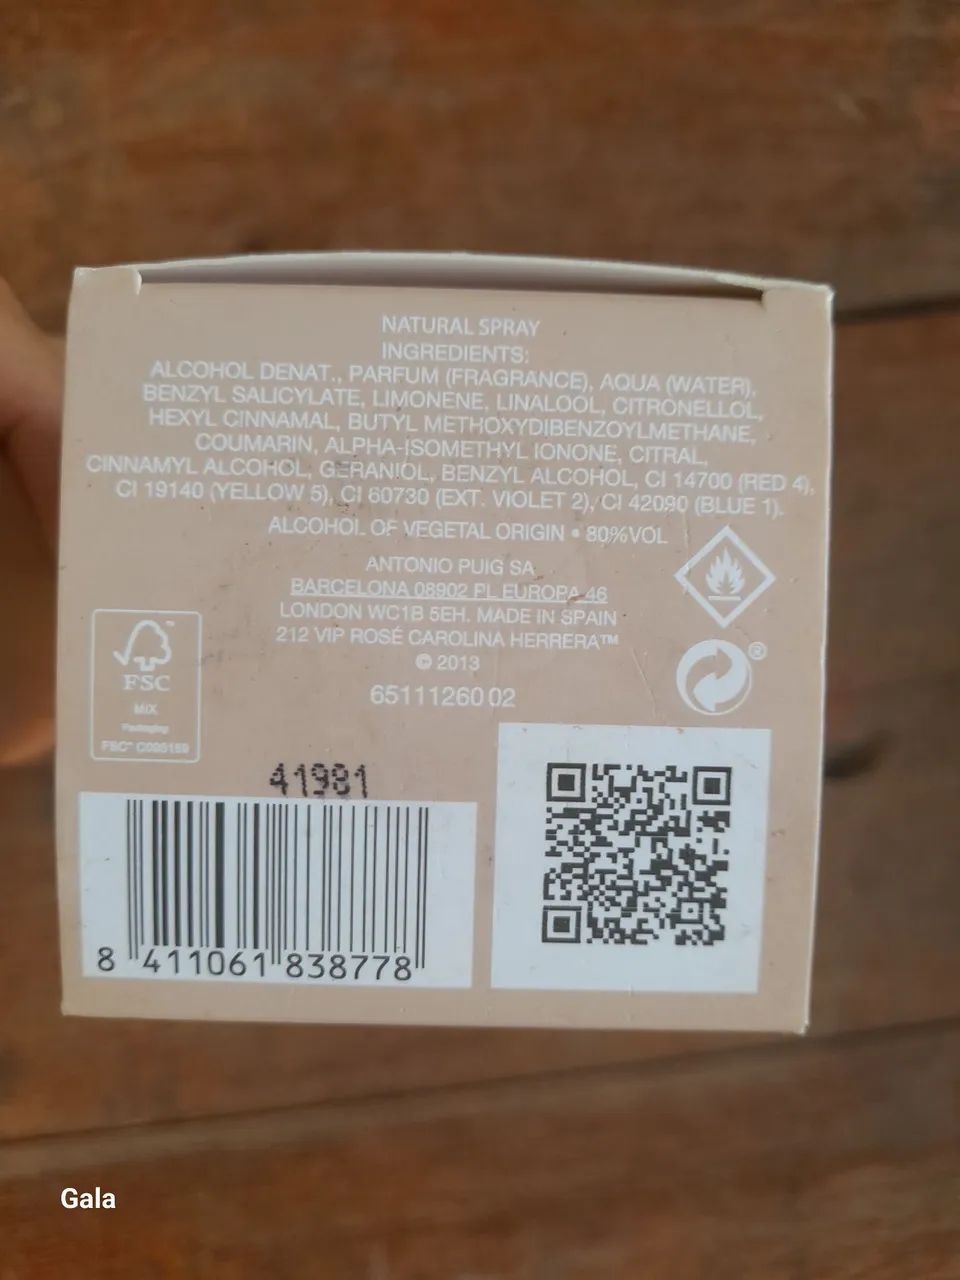 NATURAL SPRAY
INGREDIENTS:
ALCOHOL DENAT., PARFUM (FRAGRANCE), AQUA (WATER),
BENZYL SALICYLATE, LIMONENE, LINALOOL, CITRONELLOL,
HEXYL CINNAMAL, BUTYL METHOXYDIBENZOYLMETHANE,
COUMARIN, ALPHA-ISOMETHYL IONONE, CITRAL,
CINNAMYL ALCOHOL, GERANIOL, BENZYL ALCOHOL, CI 14700 (RED 4),
CI 19140 (YELLOW 5), CI 60730 (EXT. VIOLET 2), CI 42090 (BLUE 1).
ALCOHOL OF VEGETAL ORIGIN • 80%VOL
ANTONIO PUIG SA
BARCELONA 08902 PL EUROPA 46
LONDON WC1B 5EH. MADE IN SPAIN
212 VIP ROSÉ CAROLINA HERRERA™
© 2013
6511126002
®
FSC
MIX
Packaging
FSC™ C006159
41981
8 411061 838778
Gala